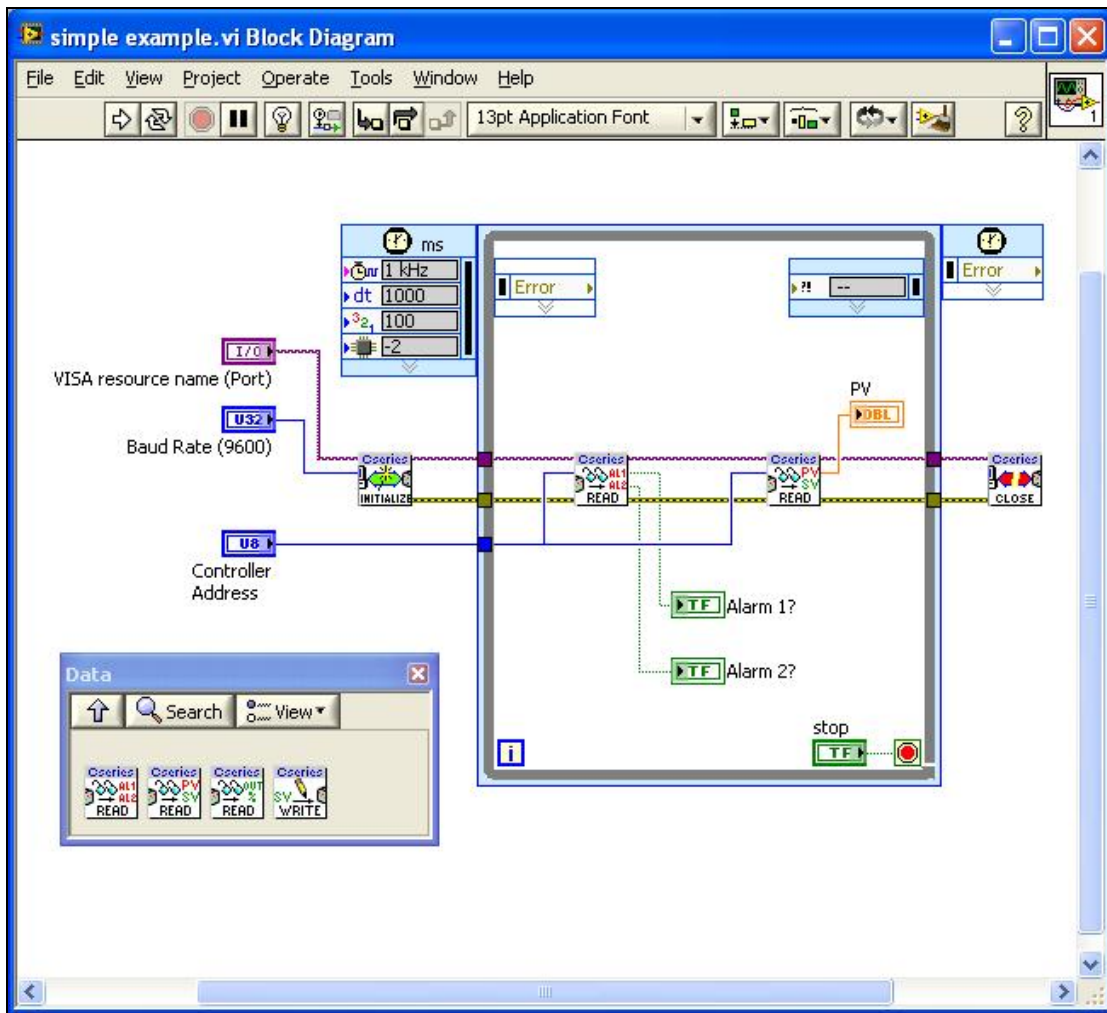 simple example.vi Block Diagram
File Edit View Project Operate Tools Window Help
13pt Application Font
1
ms
1 kHz
dt 1000
321 100
-2
Error
?! --
Error
I/O
VISA resource name (Port)
U32
Baud Rate (9600)
PV
DBL
Cseries
INITIALIZE
Cseries
AL1
AL2
READ
Cseries
PV
SV
READ
Cseries
CLOSE
U8
Controller
Address
TF Alarm 1?
TF Alarm 2?
stop
TF
i
Data
Search View
Cseries
AL1
AL2
READ
Cseries
PV
SV
READ
Cseries
OUT
%
READ
Cseries
SV
WRITE